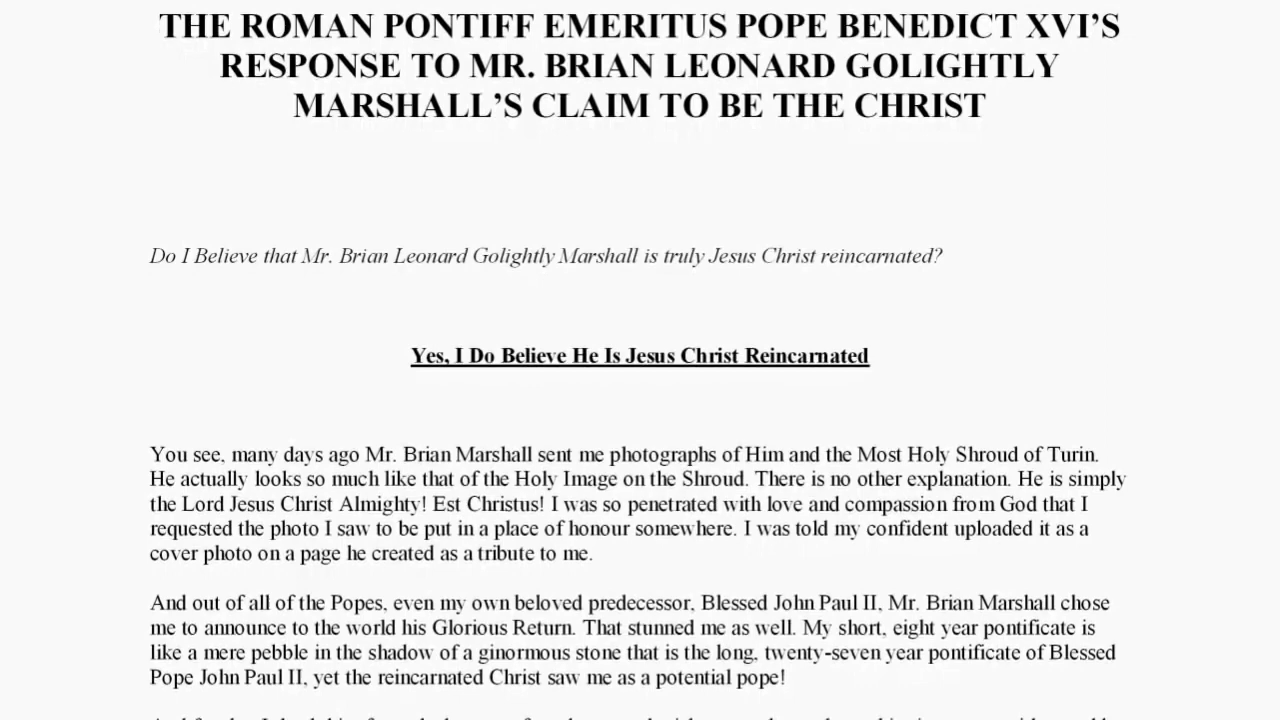 THE ROMAN PONTIFF EMERITUS POPE BENEDICT XVI’S
RESPONSE TO MR. BRIAN LEONARD GOLIGHTLY
MARSHALL’S CLAIM TO BE THE CHRIST
Do I Believe that Mr. Brian Leonard Golightly Marshall is truly Jesus Christ reincarnated?
Yes, I Do Believe He Is Jesus Christ Reincarnated
You see, many days ago Mr. Brian Marshall sent me photographs of Him and the Most Holy Shroud of Turin.
He actually looks so much like that of the Holy Image on the Shroud. There is no other explanation. He is simply
the Lord Jesus Christ Almighty! Est Christus! I was so penetrated with love and compassion from God that I
requested the photo I saw to be put in a place of honour somewhere. I was told my confident uploaded it as a
cover photo on a page he created as a tribute to me.
And out of all of the Popes, even my own beloved predecessor, Blessed John Paul II, Mr. Brian Marshall chose
me to announce to the world his Glorious Return. That stunned me as well. My short, eight year pontificate is
like a mere pebble in the shadow of a ginormous stone that is the long, twenty-seven year pontificate of Blessed
Pope John Paul II, yet the reincarnated Christ saw me as a potential pope!